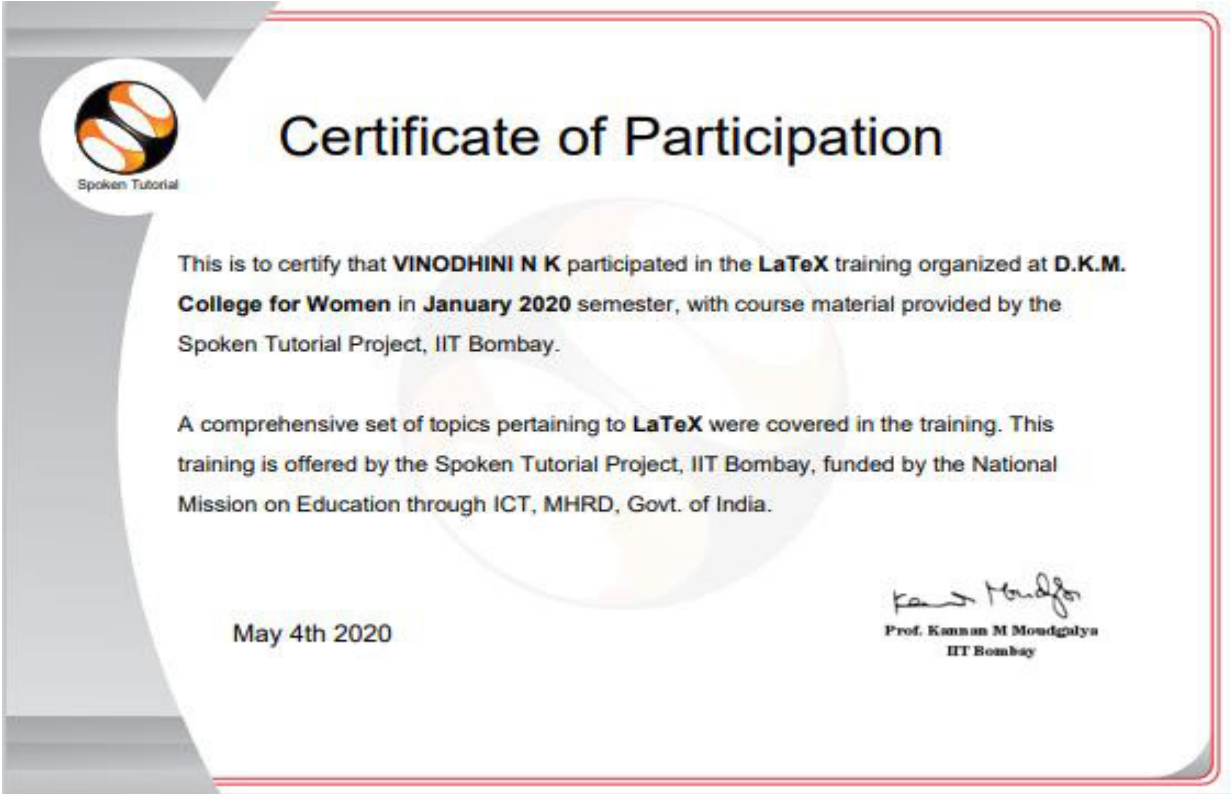 Spoken Tutorial
Certificate of Participation
This is to certify that VINODHINI N K participated in the LaTeX training organized at D.K.M.
College for Women in January 2020 semester, with course material provided by the
Spoken Tutorial Project, IIT Bombay.
A comprehensive set of topics pertaining to LaTeX were covered in the training. This
training is offered by the Spoken Tutorial Project, IIT Bombay, funded by the National
Mission on Education through ICT, MHRD, Govt. of India.
May 4th 2020
Prof. Kannan M Moudgalya
IIT Bombay